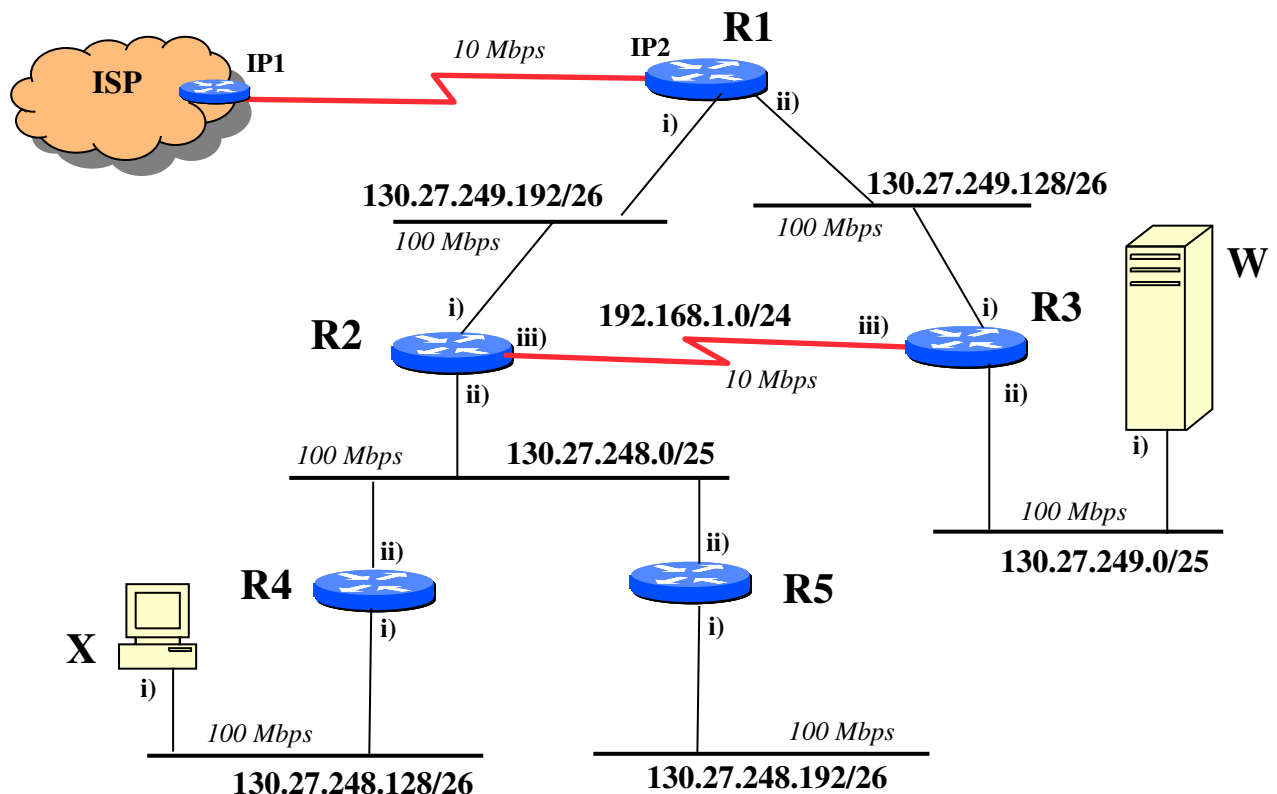 R1
10 Mbps
IP2
IP1
ISP
i)
ii)
130.27.249.192/26
130.27.249.128/26
100 Mbps
100 Mbps
W
i)
i)
R2
iii)
192.168.1.0/24
iii)
R3
10 Mbps
ii)
ii)
i)
100 Mbps
130.27.248.0/25
100 Mbps
130.27.249.0/25
ii)
ii)
R4
R5
i)
i)
X
i)
100 Mbps
100 Mbps
130.27.248.128/26
130.27.248.192/26